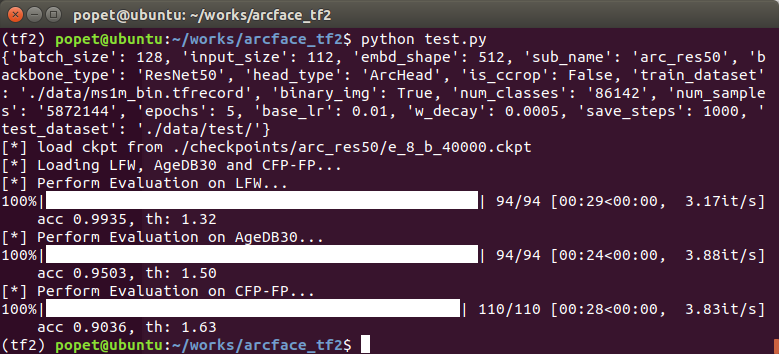 popet@ubuntu: ~/works/arcface_tf2
(tf2) popet@ubuntu:~/works/arcface_tf2$ python test.py
{'batch_size': 128, 'input_size': 112, 'embd_shape': 512, 'sub_name': 'arc_res50', 'b
ackbone_type': 'ResNet50', 'head_type': 'ArcHead', 'is_ccrop': False, 'train_dataset'
: './data/ms1m_bin.tfrecord', 'binary_img': True, 'num_classes': '86142', 'num_sample
s': '5872144', 'epochs': 5, 'base_lr': 0.01, 'w_decay': 0.0005, 'save_steps': 1000, '
test_dataset': './data/test/'}
[*] load ckpt from ./checkpoints/arc_res50/e_8_b_40000.ckpt
[*] Loading LFW, AgeDB30 and CFP-FP...
[*] Perform Evaluation on LFW...
100%| | 94/94 [00:29<00:00, 3.17it/s]
acc 0.9935, th: 1.32
[*] Perform Evaluation on AgeDB30...
100%| | 94/94 [00:24<00:00, 3.88it/s]
acc 0.9503, th: 1.50
[*] Perform Evaluation on CFP-FP...
100%| | 110/110 [00:28<00:00, 3.83it/s]
acc 0.9036, th: 1.63
(tf2) popet@ubuntu:~/works/arcface_tf2$